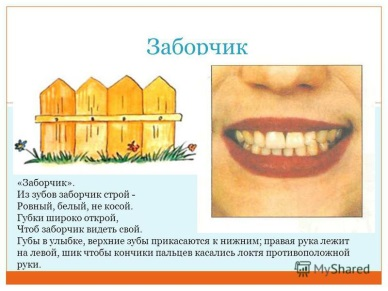 Заборчик
«Заборчик».
Из зубов заборчик строй -
Ровный, белый, не косой.
Губки широко открой,
Чтоб заборчик видеть свой.
Губы в улыбке, верхние зубы прикасаются к нижним; правая рука лежит
на левой, шик чтобы кончики пальцев касались локтя противоположной
руки.
MyShared